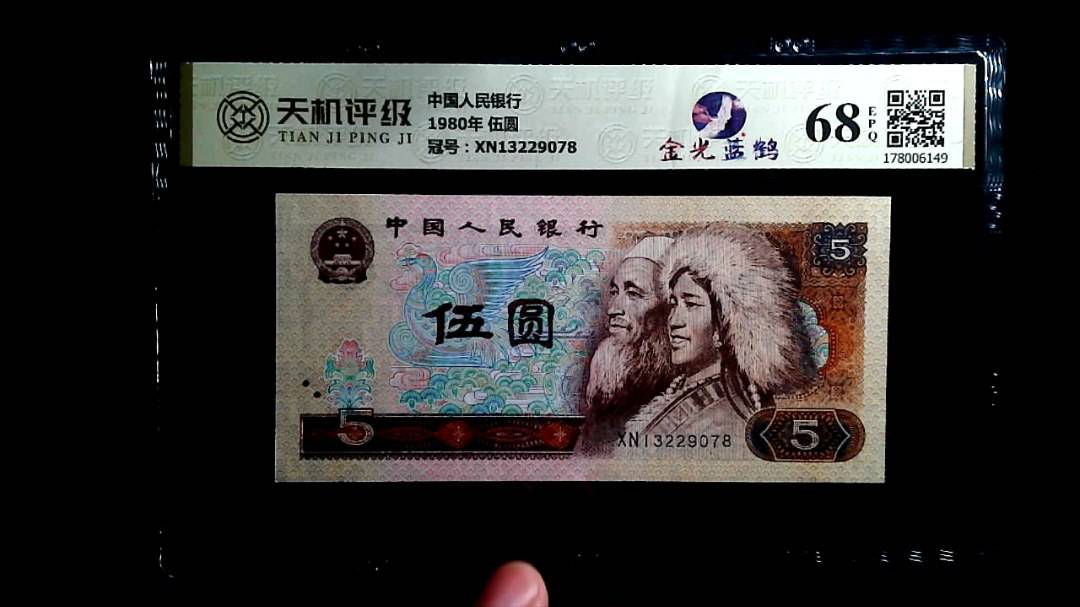 天机评级
TIAN JI PING JI
中国人民银行
1980年 伍圆
冠号：XN13229078
金光蓝鹤
68
EPQ
178006149
中国人民银行
5
伍圆
5
XN13229078
5